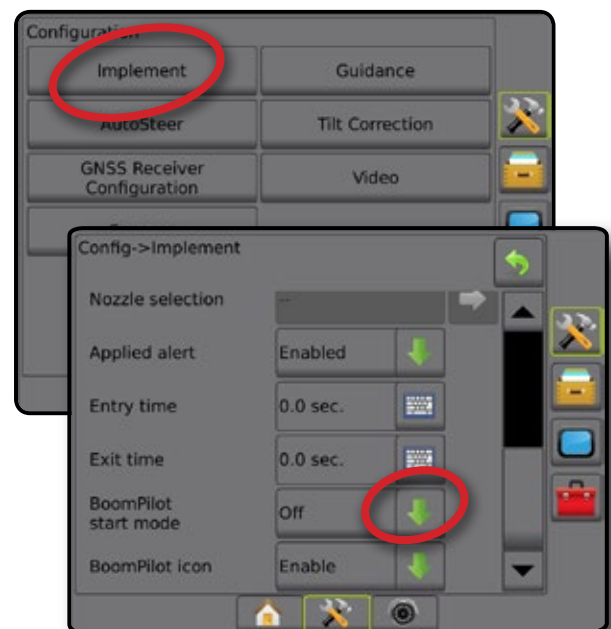 Configuration
Implement
Guidance
AutoSteer
Tilt Correction
GNSS Receiver
Configuration
Video
Config->Implement
Nozzle selection
--
Applied alert
Enabled
Entry time
0.0 sec.
Exit time
0.0 sec.
BoomPilot
start mode
Off
BoomPilot icon
Enable